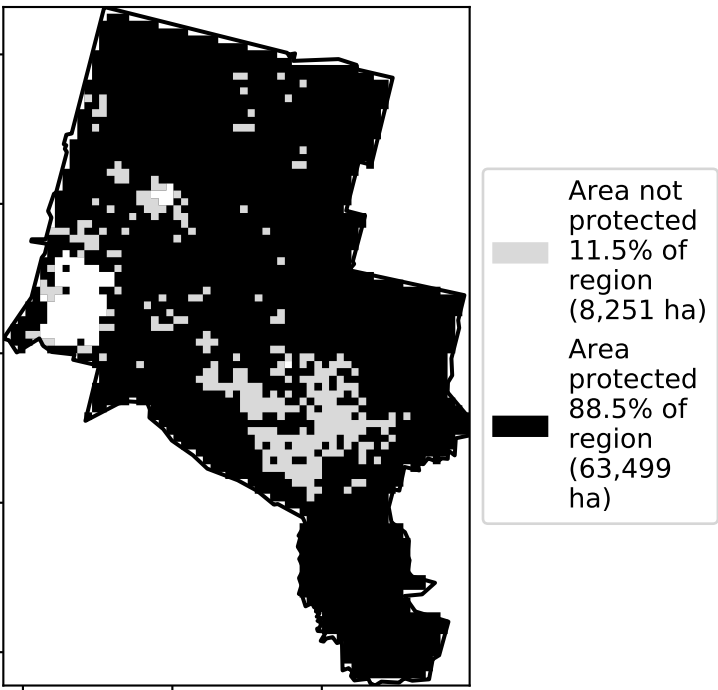 Area not
protected
11.5% of
region
(8,251 ha)
Area
protected
88.5% of
region
(63,499
ha)